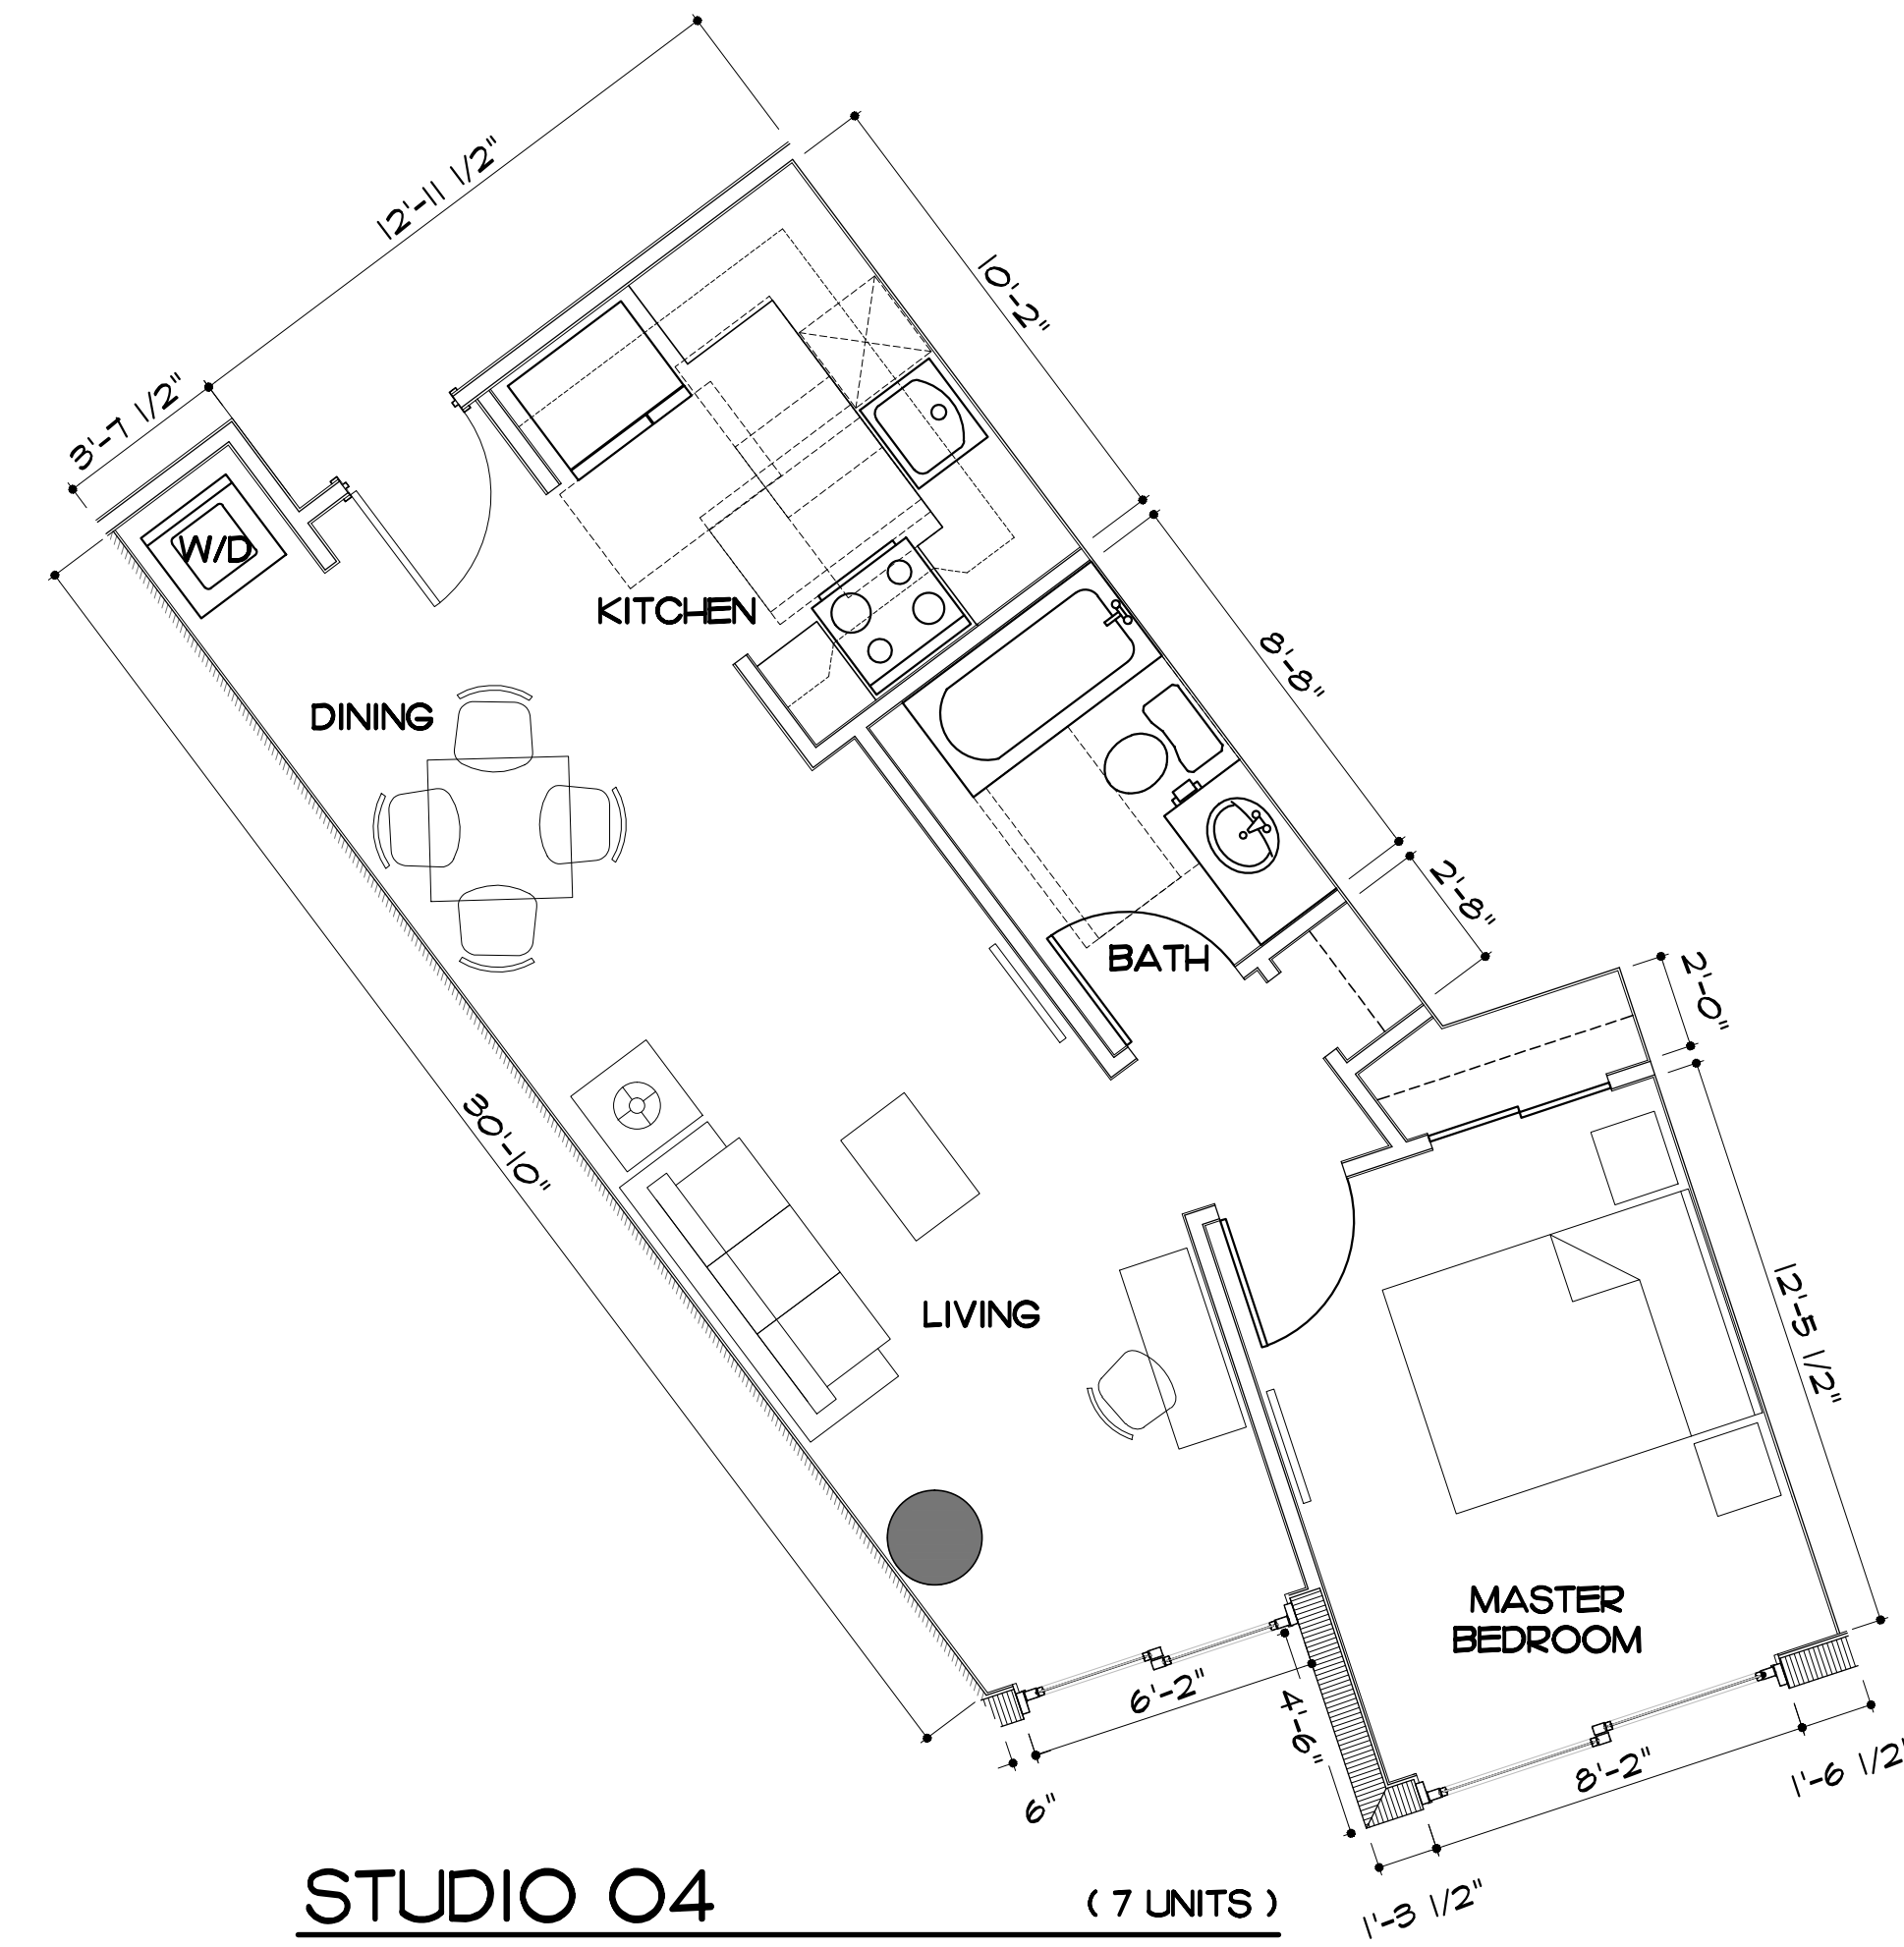 12'-11 1/2"
10'-2"
3'-7 1/2"
W/D
KITCHEN
8'-8"
DINING
2'-8"
BATH
2'-0"
30'-10"
LIVING
12'-5 1/2"
MASTER
BEDROOM
6'-2"
4'-6"
8'-2"
1'-6 1/2"
6"
STUDIO 04
( 7 UNITS )
1'-3 1/2"